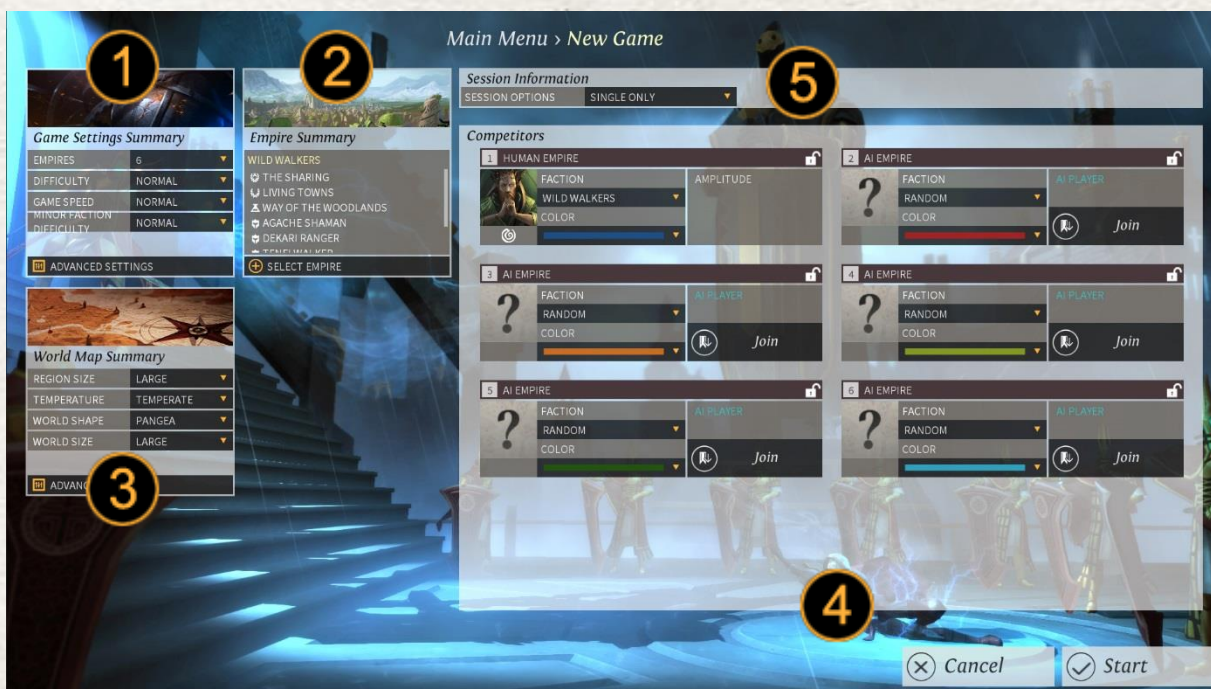 Main Menu › New Game
1
Game Settings Summary
EMPIRES 6
DIFFICULTY NORMAL
GAME SPEED NORMAL
MINOR FACTION DIFFICULTY NORMAL
ADVANCED SETTINGS
2
Empire Summary
WILD WALKERS
THE SHARING
LIVING TOWNS
WAY OF THE WOODLANDS
AGACHE SHAMAN
DEKARI RANGER
SELECT EMPIRE
World Map Summary
REGION SIZE LARGE
TEMPERATURE TEMPERATE
WORLD SHAPE PANGEA
WORLD SIZE LARGE
ADVANC
3
5
Session Information
SESSION OPTIONS SINGLE ONLY
Competitors
1 HUMAN EMPIRE
FACTION AMPLITUDE
WILD WALKERS
COLOR
2 AI EMPIRE
? FACTION AI PLAYER
RANDOM
COLOR Join
3 AI EMPIRE
? FACTION AI PLAYER
RANDOM
COLOR Join
4 AI EMPIRE
? FACTION AI PLAYER
RANDOM
COLOR Join
5 AI EMPIRE
? FACTION AI PLAYER
RANDOM
COLOR Join
6 AI EMPIRE
? FACTION AI PLAYER
RANDOM
COLOR Join
4
Cancel Start